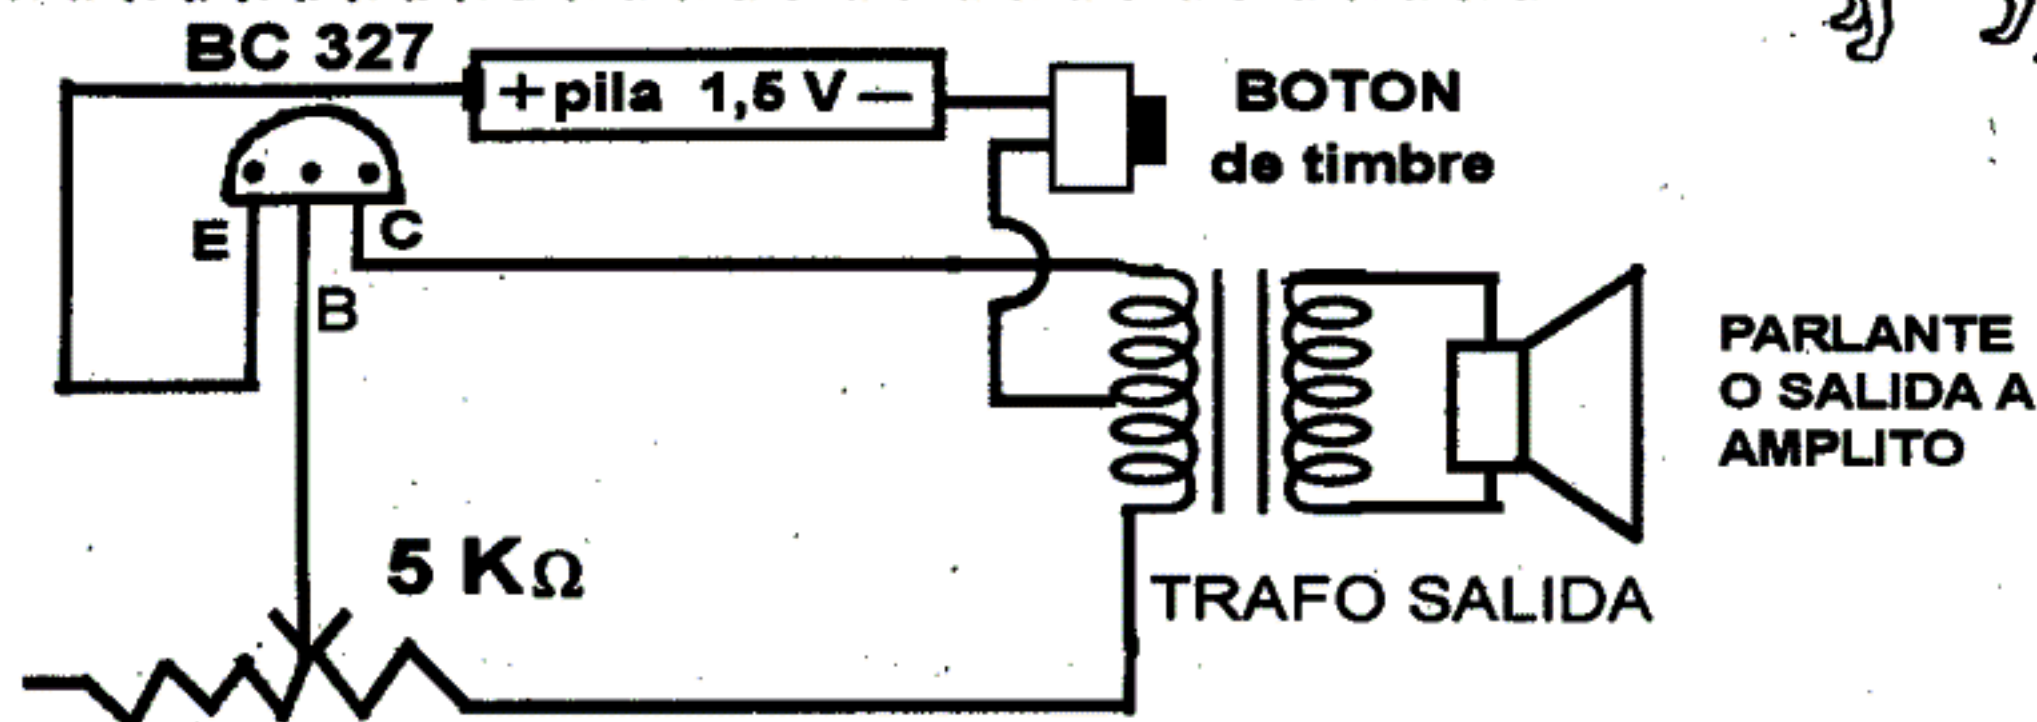 BC 327
+pila 1,5 V —
BOTON
de timbre
E
C
B
PARLANTE
O SALIDA A
AMPLITO
5 KΩ
TRAFO SALIDA